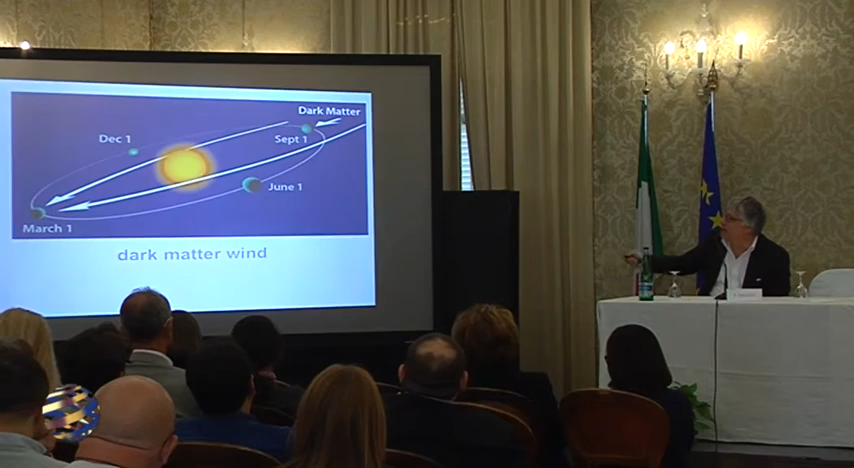 Dark Matter
Dec 1
Sept 1
June 1
March 1
dark matter wind